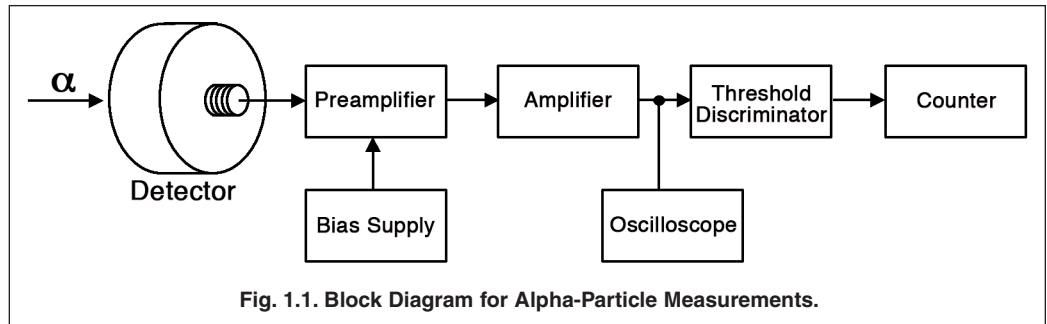 α
Detector
Preamplifier
Amplifier
Threshold
Discriminator
Counter
Bias Supply
Oscilloscope
Fig. 1.1. Block Diagram for Alpha-Particle Measurements.